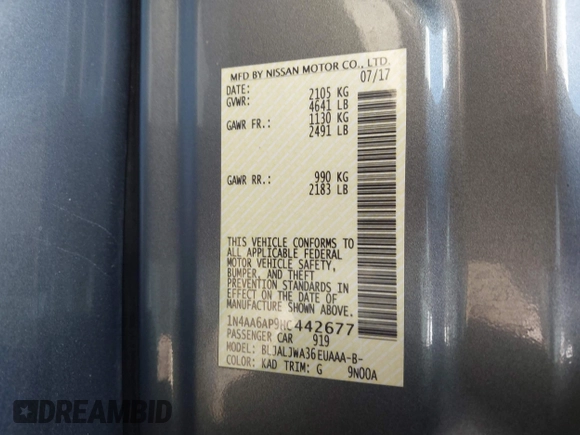 MFD BY NISSAN MOTOR CO., LTD.
DATE: 07/17
GVWR: 2105 KG
4641 LB
GAWR FR.: 1130 KG
2491 LB
GAWR RR.: 990 KG
2183 LB
THIS VEHICLE CONFORMS TO
ALL APPLICABLE FEDERAL
MOTOR VEHICLE SAFETY,
BUMPER, AND THEFT
PREVENTION STANDARDS IN
EFFECT ON THE DATE OF
MANUFACTURE SHOWN ABOVE.
1N4AA6AP9HC442677
PASSENGER CAR 919
MODEL: BLJALJWA36EUAAA-B-
COLOR: KAD TRIM: G 9N00A
DREAMBID